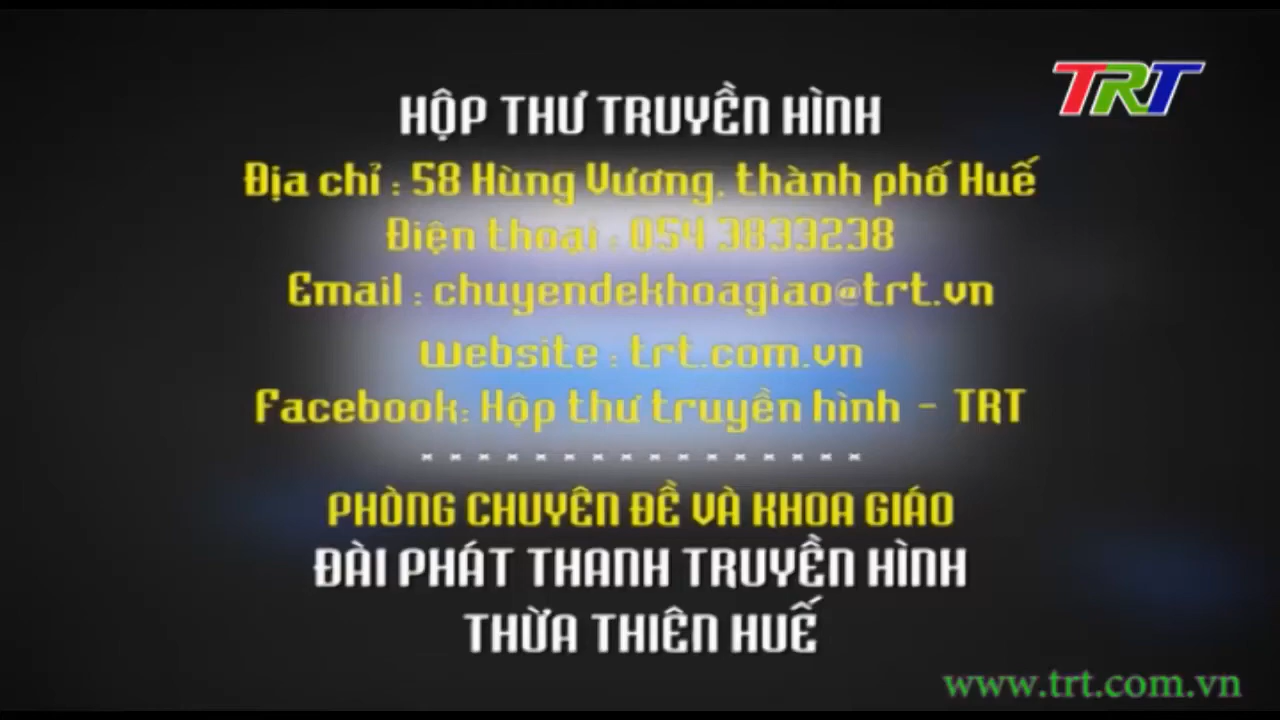 TRT
HỘP THƯ TRUYỀN HÌNH
Địa chỉ : 58 Hùng Vương, thành phố Huế
Điện thoại : 054 3833238
Email : chuyendekhoagiao@trt.vn
Website : trt.com.vn
Facebook: Hộp thư truyền hình - TRT
PHÒNG CHUYÊN ĐỀ VÀ KHOA GIÁO
ĐÀI PHÁT THANH TRUYỀN HÌNH
THỪA THIÊN HUẾ
www.trt.com.vn